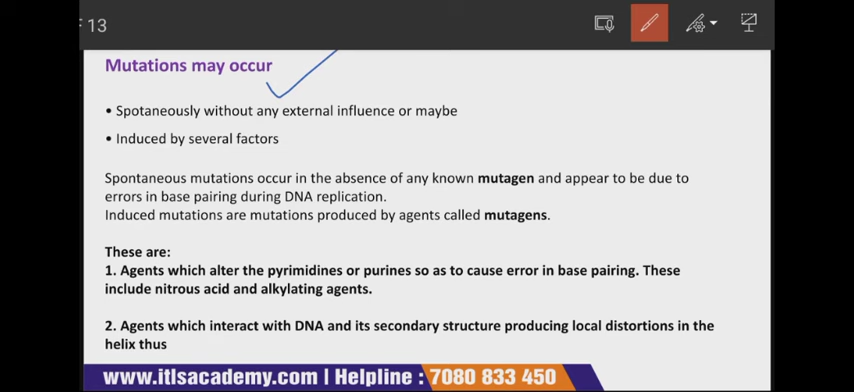 13
Mutations may occur
• Spotaneously without any external influence or maybe
• Induced by several factors
Spontaneous mutations occur in the absence of any known mutagen and appear to be due to
errors in base pairing during DNA replication.
Induced mutations are mutations produced by agents called mutagens.
These are:
1. Agents which alter the pyrimidines or purines so as to cause error in base pairing. These
include nitrous acid and alkylating agents.
2. Agents which interact with DNA and its secondary structure producing local distortions in the
helix thus
www.itlsacademy.com | Helpline : 7080 833 450